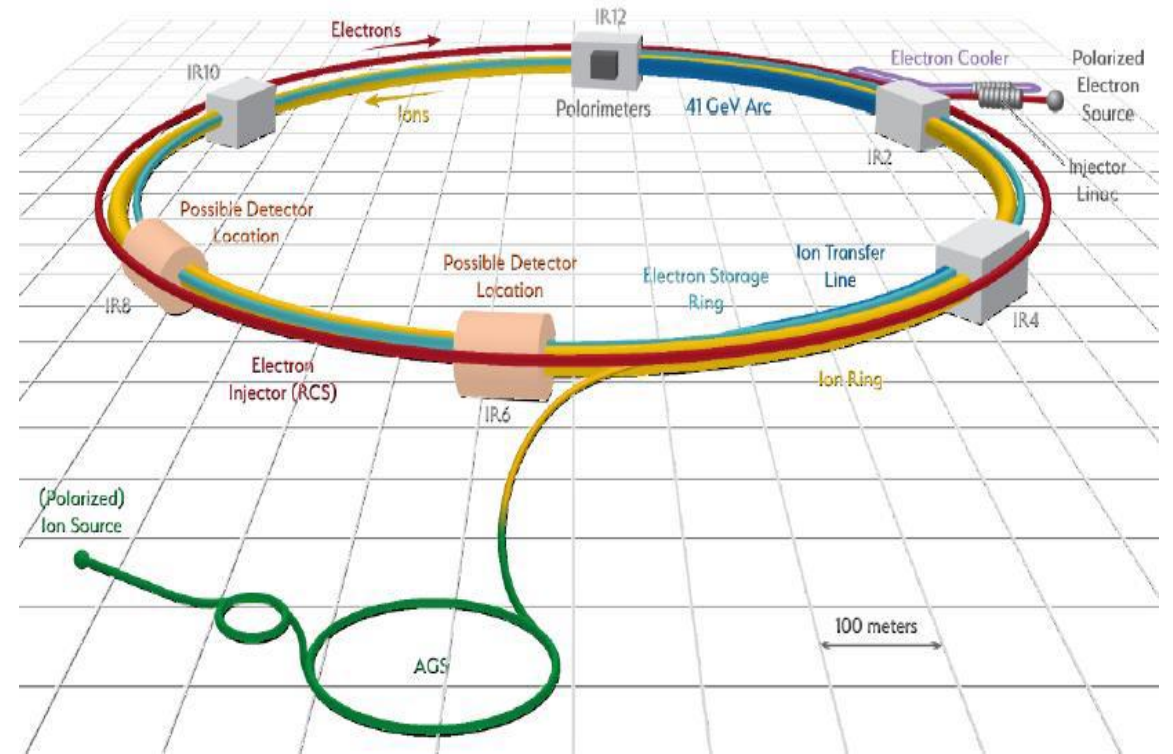 IR12
Electrons
IR10
Electron Cooler
Polarized
Electron
Source
Ions
Polarimeters
41 GeV Arc
IR2
Injector
Linac
Possible Detector
Location
Possible Detector
Location
Ion Transfer
Line
Electron Storage
Ring
IR8
IR4
Electron
Injector (RCS)
Ion Ring
IR6
(Polarized)
Ion Source
100 meters
AGS